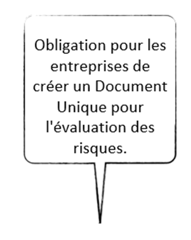 Obligation pour les
entreprises de
créer un Document
Unique pour
l'évaluation des
risques.